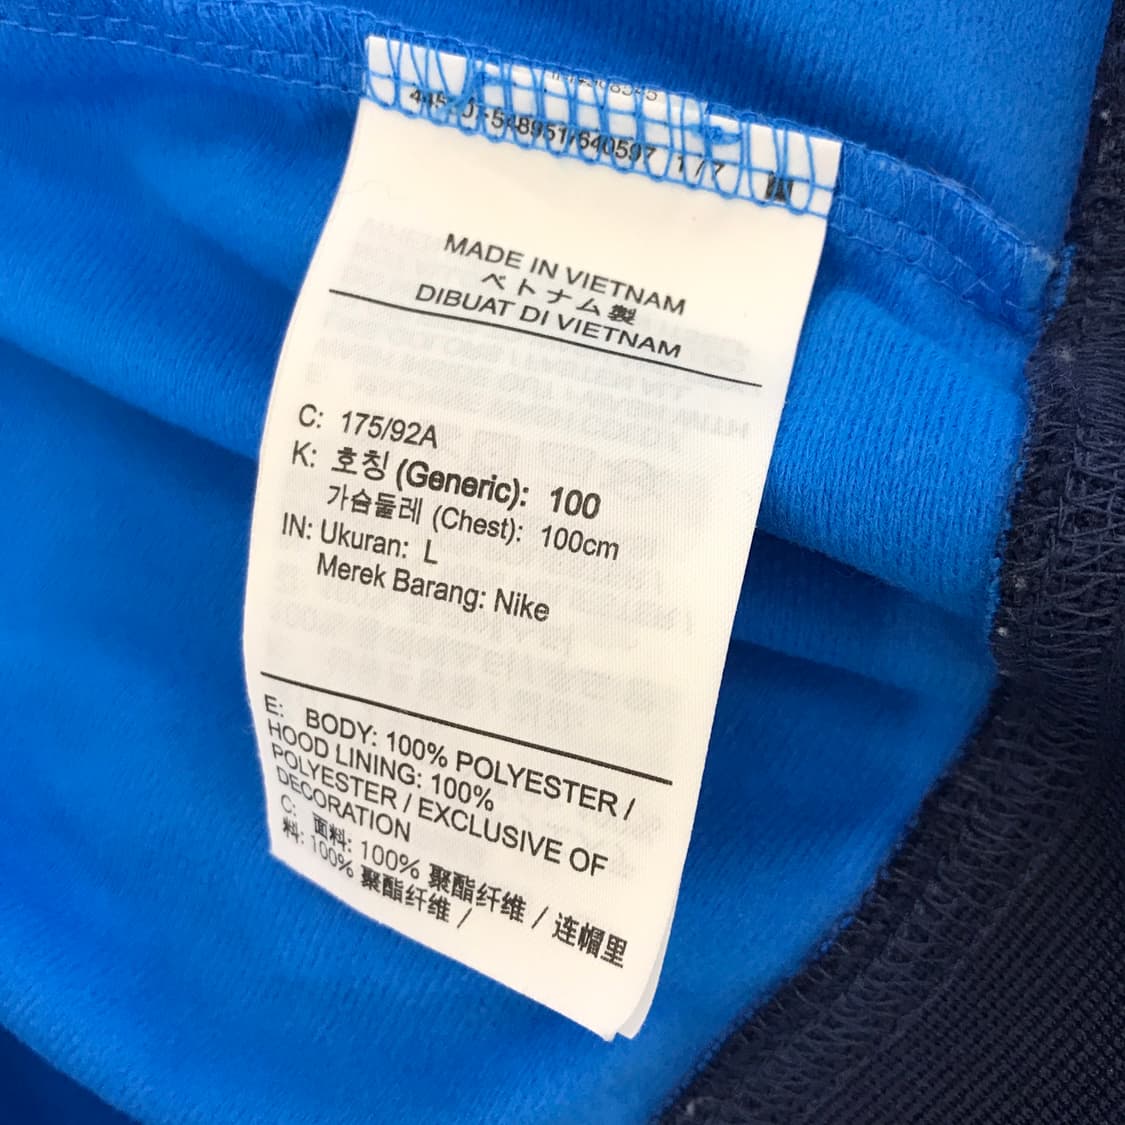 1/7
MADE IN VIETNAM
ベトナム製
DIBUAT DI VIETNAM
C: 175/92A
K: 호칭 (Generic): 100
가슴둘레 (Chest): 100cm
IN: Ukuran: L
Merek Barang: Nike
E: BODY: 100% POLYESTER /
HOOD LINING: 100%
POLYESTER / EXCLUSIVE OF
DECORATION
C: 面料: 100% 聚酯纤维 / 连帽里
料: 100% 聚酯纤维 /